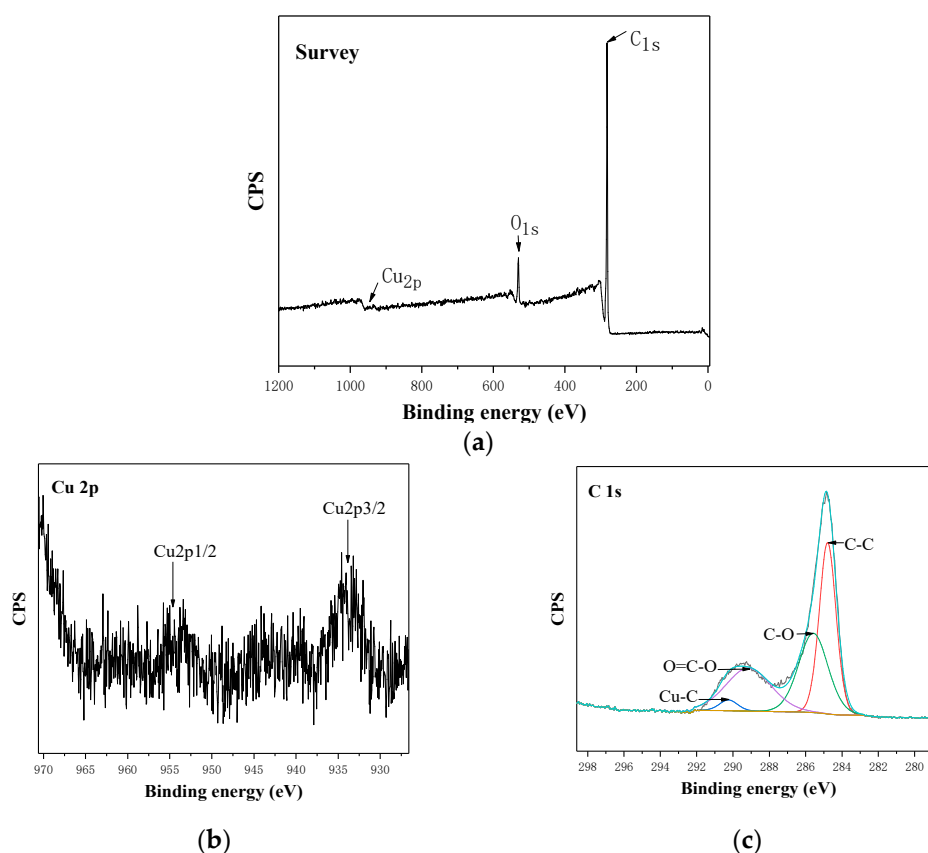 Survey
C1s
O1s
Cu2p
CPS
1200 1000 800 600 400 200 0
Binding energy (eV)
(a)
Cu 2p
Cu2p1/2
Cu2p3/2
CPS
970 965 960 955 950 945 940 935 930
Binding energy (eV)
(b)
C 1s
C-C
C-O
O=C-O
Cu-C
CPS
298 296 294 292 290 288 286 284 282 280
Binding energy (eV)
(c)